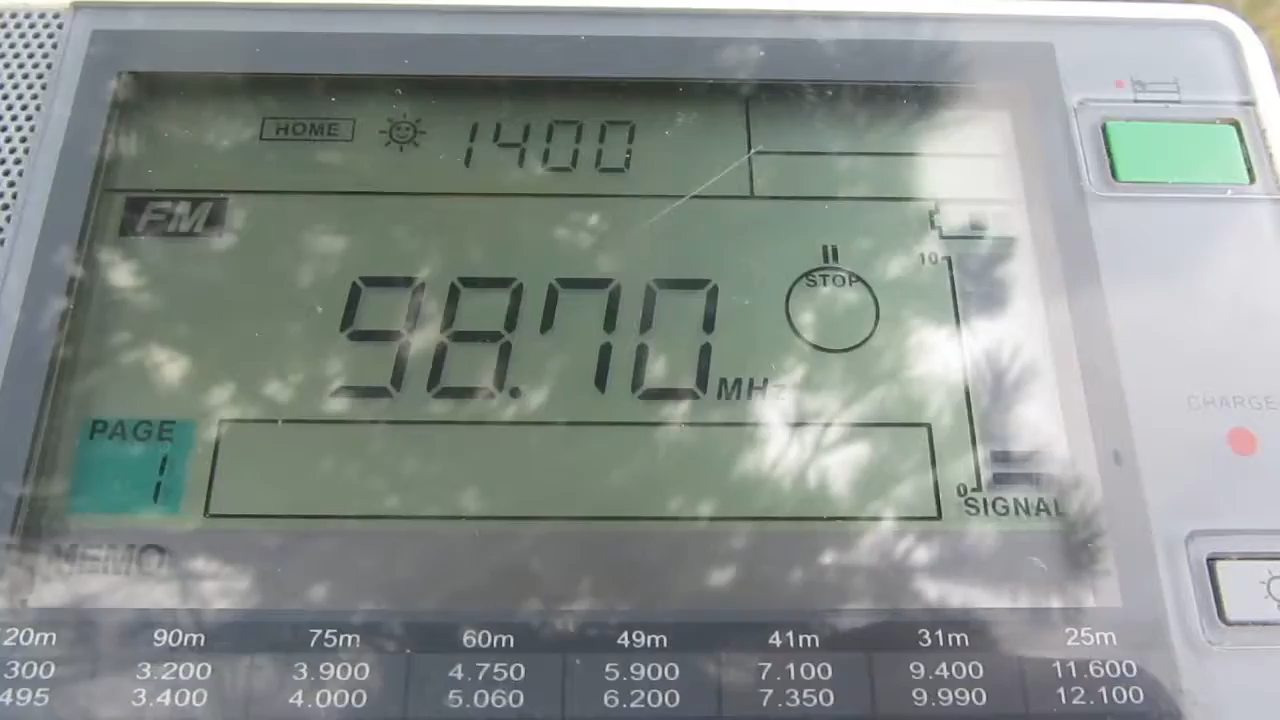 HOME 1400
FM
98.70 MHz
STOP
10
PAGE
1
0
SIGNAL
MEMO
CHARGE
20m 90m 75m 60m 49m 41m 31m 25m
300 3.200 3.900 4.750 5.900 7.100 9.400 11.600
495 3.400 4.000 5.060 6.200 7.350 9.990 12.100